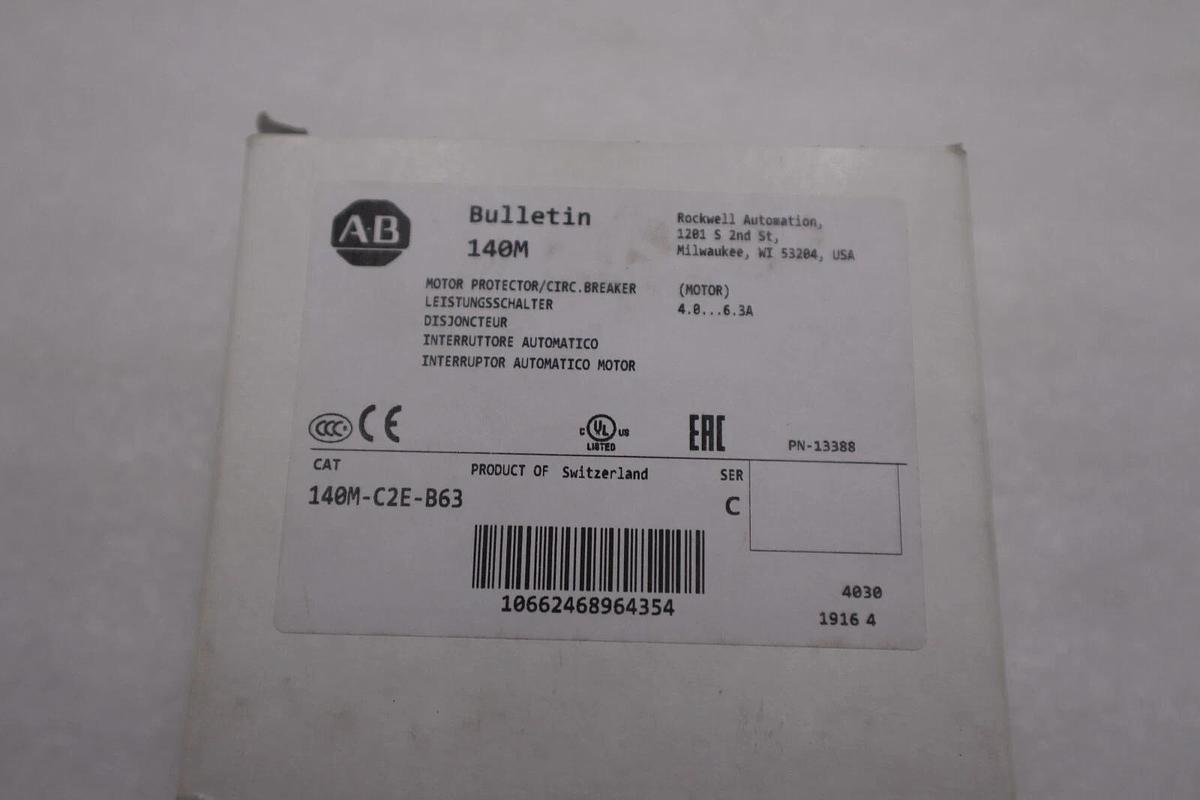 A-B
Bulletin
140M
Rockwell Automation,
1201 S 2nd St,
Milwaukee, WI 53204, USA
MOTOR PROTECTOR/CIRC.BREAKER
LEISTUNGSSCHALTER
DISJONCTEUR
INTERRUTTORE AUTOMATICO
INTERRUPTOR AUTOMATICO MOTOR
(MOTOR)
4.0...6.3A
CCC CE
C UL US
LISTED
EAC
PN-13388
CAT
140M-C2E-B63
PRODUCT OF Switzerland
SER
C
10662468964354
4030
1916 4